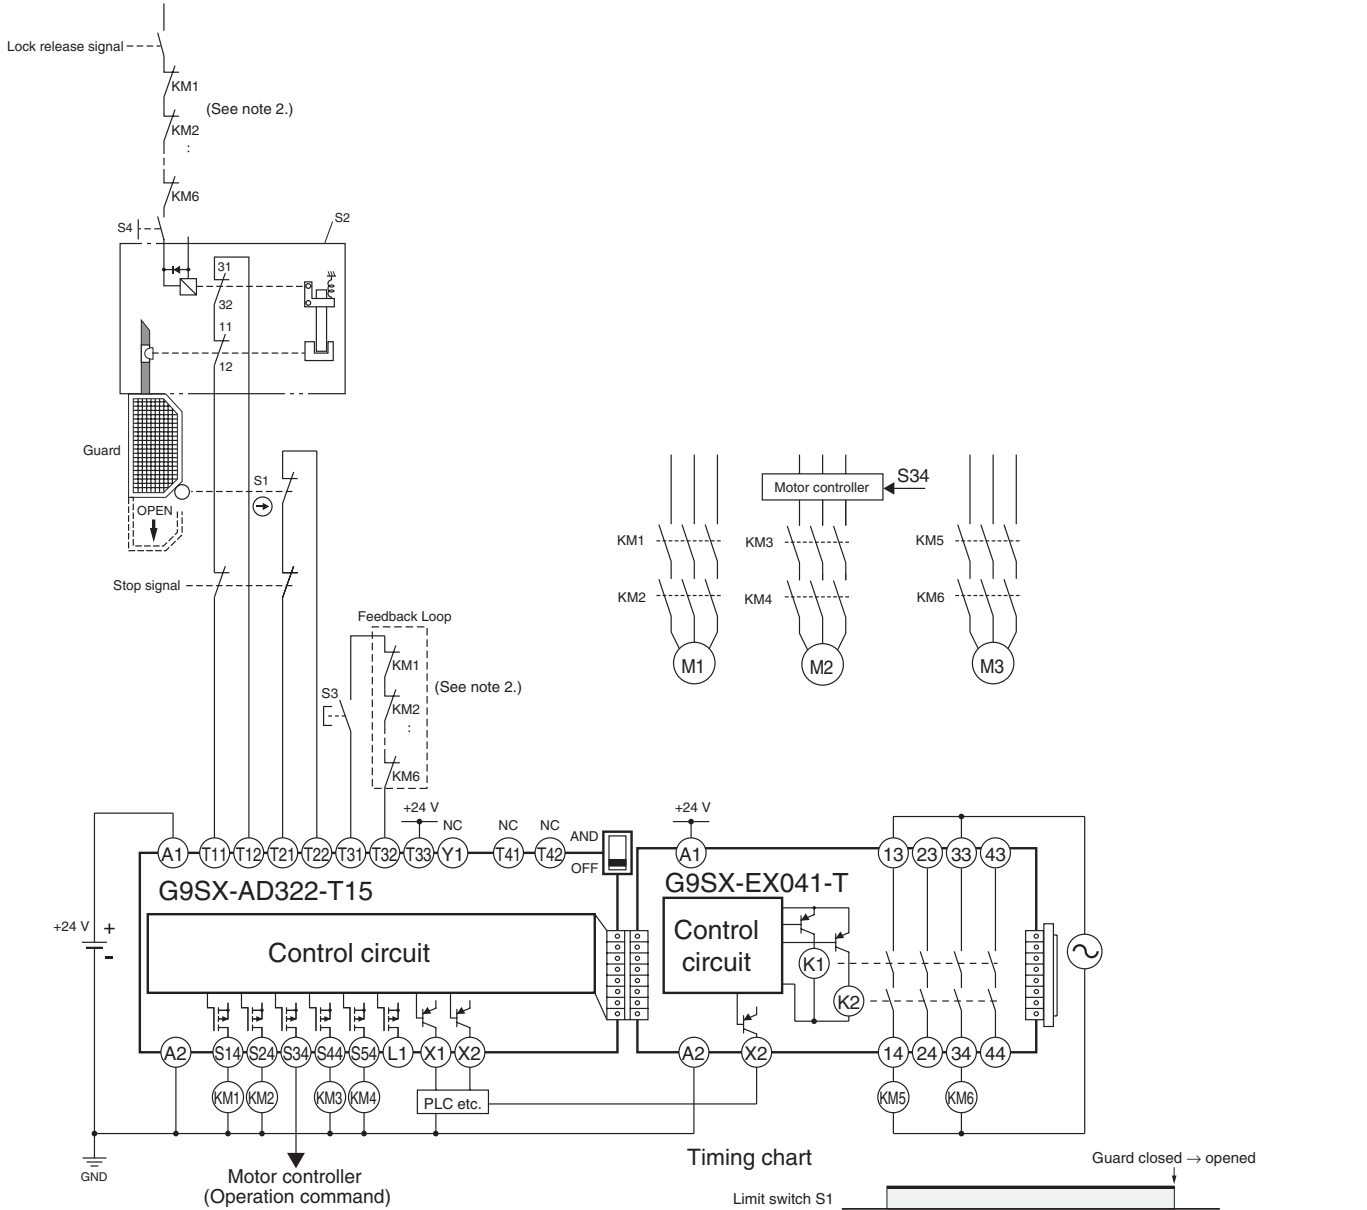 Lock release signal
KM1
(See note 2.)
KM2
:
KM6
S4
S2
31
32
11
12
Guard
S1
OPEN
Stop signal
Feedback Loop
KM1
S3
(See note 2.)
KM2
:
KM6
Motor controller
S34
KM1
KM3
KM5
KM2
KM4
KM6
M1
M2
M3
+24 V
NC
NC
NC
AND
OFF
A1
T11
T12
T21
T22
T31
T32
T33
Y1
T41
T42
G9SX-AD322-T15
+24 V
+
-
Control circuit
A2
S14
S24
S34
S44
S54
L1
X1
X2
KM1
KM2
KM3
KM4
PLC etc.
GND
Motor controller
(Operation command)
+24 V
A1
13
23
33
43
G9SX-EX041-T
Control
circuit
K1
K2
A2
X2
14
24
34
44
KM5
KM6
Timing chart
Guard closed → opened
Limit switch S1